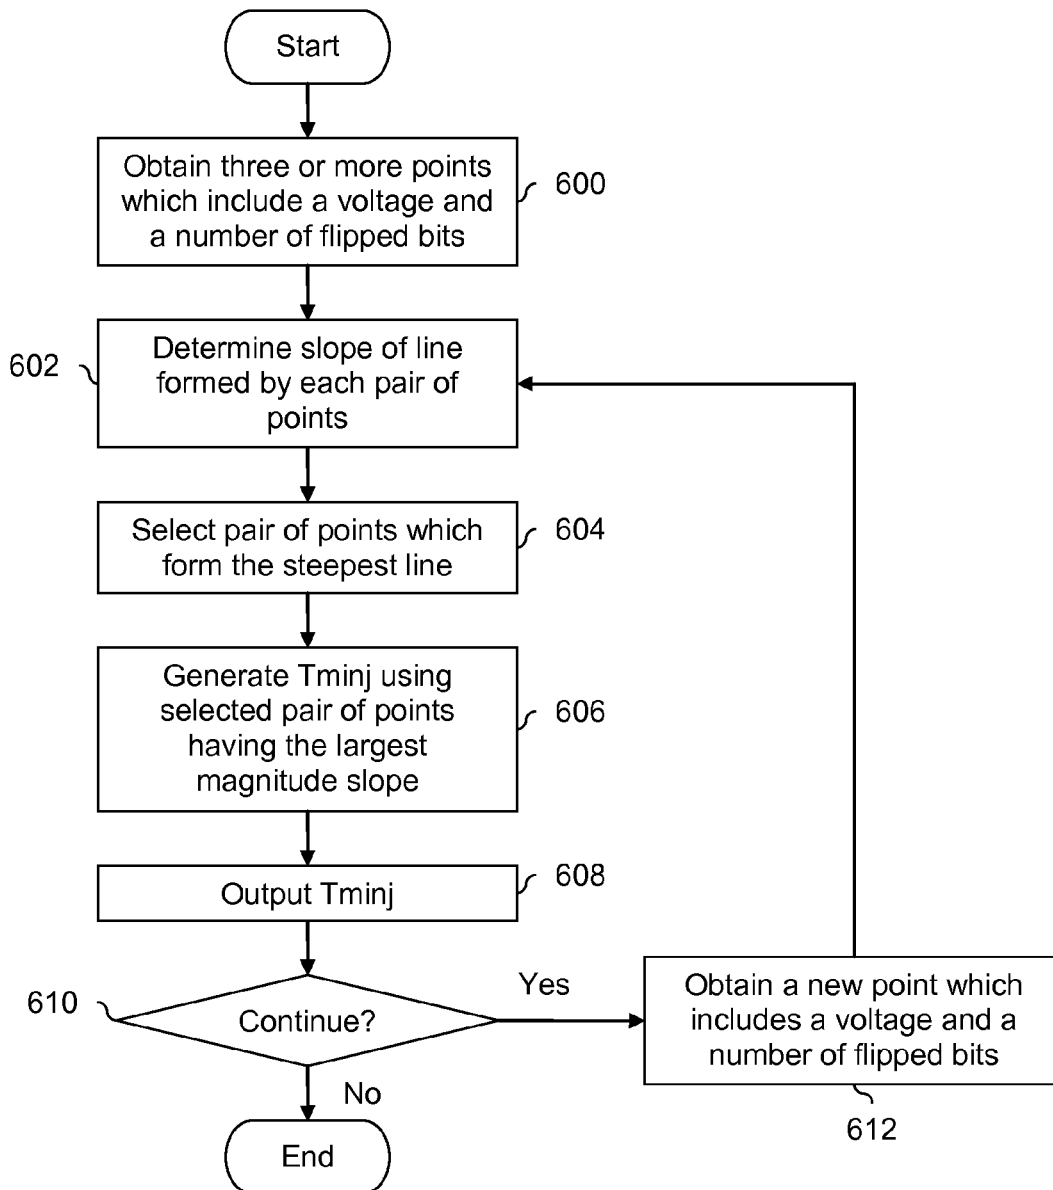 Start
Obtain three or more points
which include a voltage and
a number of flipped bits
600
Determine slope of line
formed by each pair of
points
602
Select pair of points which
form the steepest line
604
Generate Tminj using
selected pair of points
having the largest
magnitude slope
606
Output Tminj
608
Continue?
610
Yes
Obtain a new point which
includes a voltage and a
number of flipped bits
612
No
End